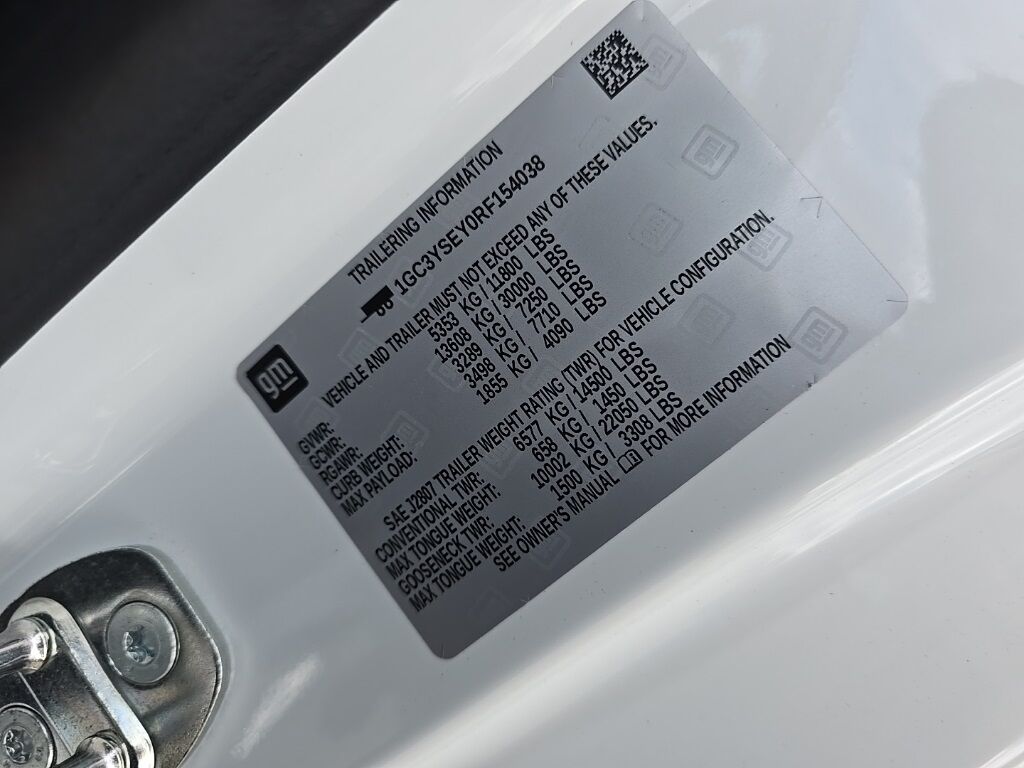 gm
TRAILERING INFORMATION
1GC3YSEY0RF154038
VEHICLE AND TRAILER MUST NOT EXCEED ANY OF THESE VALUES.
GVWR: 5353 KG / 11800 LBS
GCWR: 13608 KG / 30000 LBS
RGAWR: 3289 KG / 7250 LBS
CURB WEIGHT: 3498 KG / 7710 LBS
MAX PAYLOAD: 1855 KG / 4090 LBS
SAE J2807 TRAILER WEIGHT RATING (TWR) FOR VEHICLE CONFIGURATION.
CONVENTIONAL TWR: 6577 KG / 14500 LBS
MAX TONGUE WEIGHT: 658 KG / 1450 LBS
GOOSENECK TWR: 10002 KG / 22050 LBS
MAX TONGUE WEIGHT: 1500 KG / 3308 LBS
SEE OWNER'S MANUAL FOR MORE INFORMATION